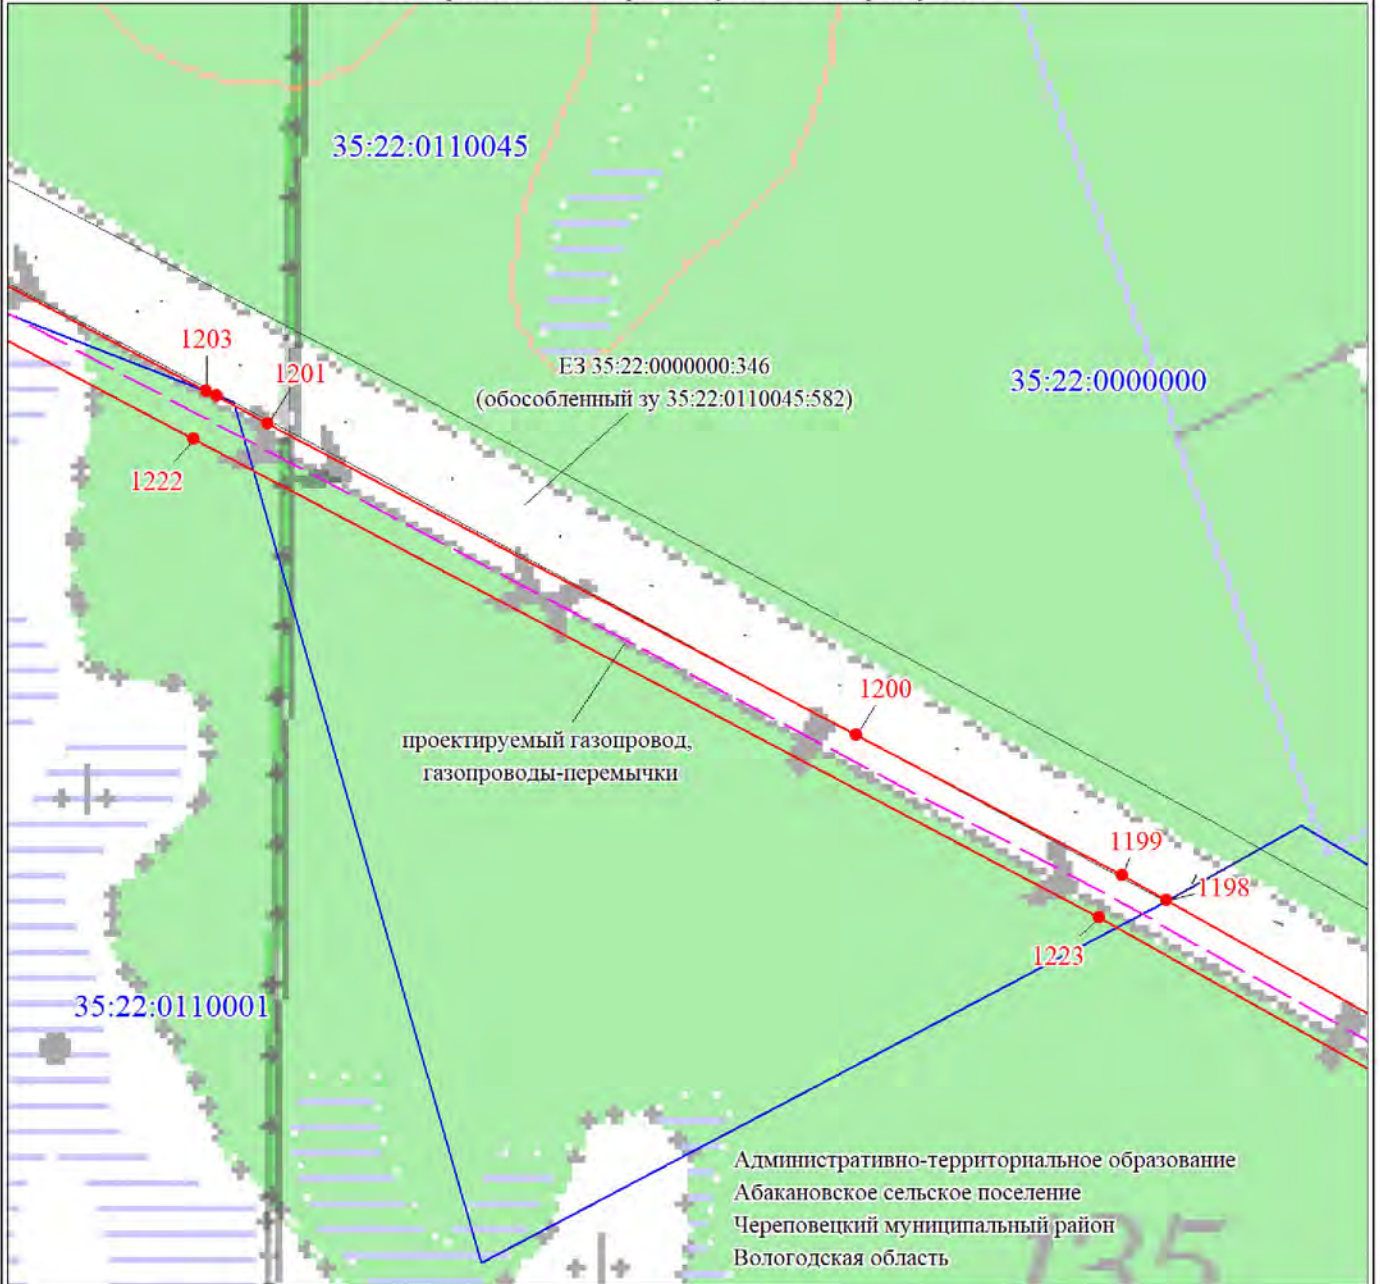 35:22:0110045
1203
1201
ЕЗ 35:22:0000000:346
(обособленный зу 35:22:0110045:582)
35:22:0000000
1222
1200
проектируемый газопровод,
газопроводы-перемычки
1199
1198
1223
35:22:0110001
Административно-территориальное образование
Абакановское сельское поселение
Череповецкий муниципальный район
Вологодская область
135